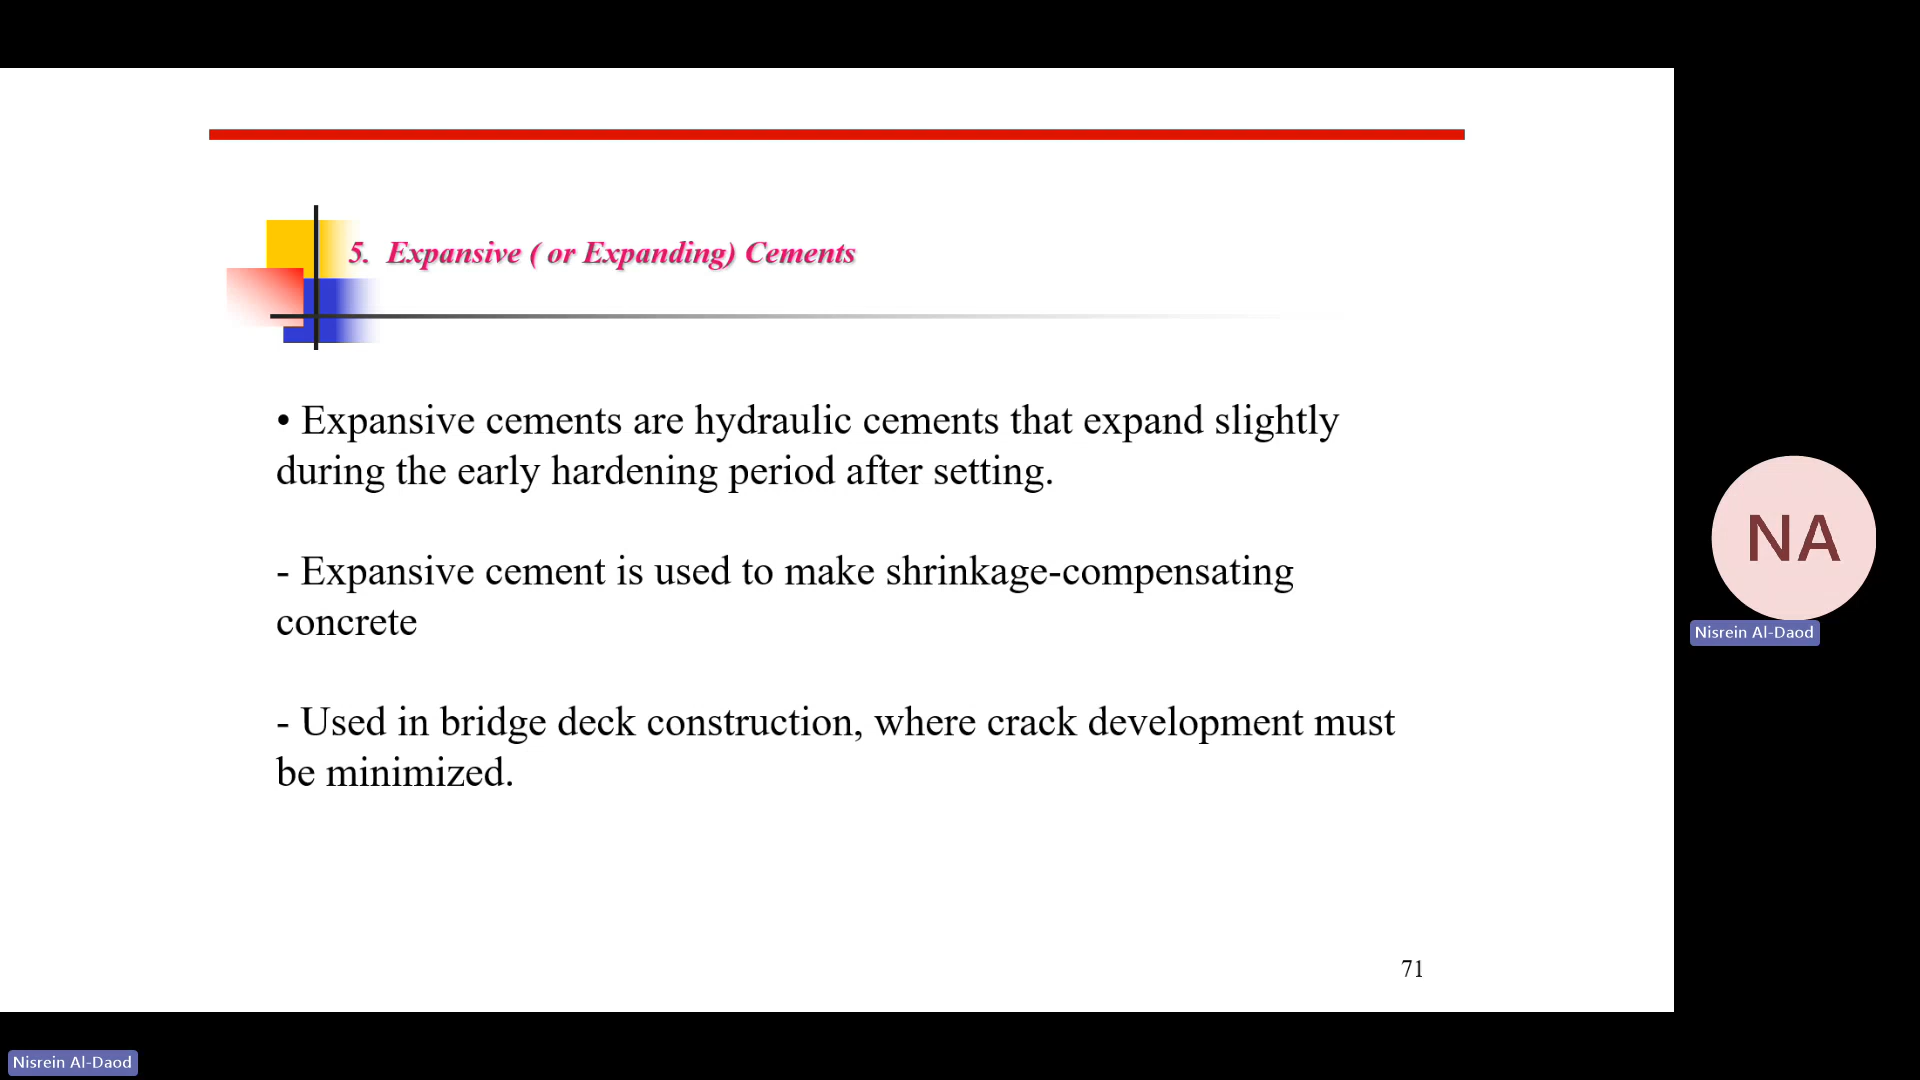 5. Expansive ( or Expanding) Cements
• Expansive cements are hydraulic cements that expand slightly
during the early hardening period after setting.
- Expansive cement is used to make shrinkage-compensating
concrete
- Used in bridge deck construction, where crack development must
be minimized.
71
NA
Nisrein Al-Daod
Nisrein Al-Daod